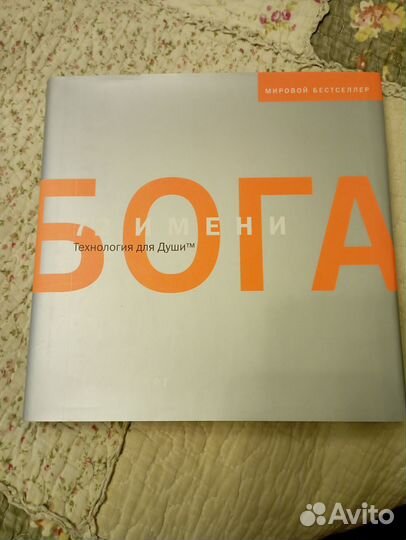 МИРОВОЙ БЕСТСЕЛЛЕР
72 ИМЕНИ
БОГА
Технология для Души™
Avito